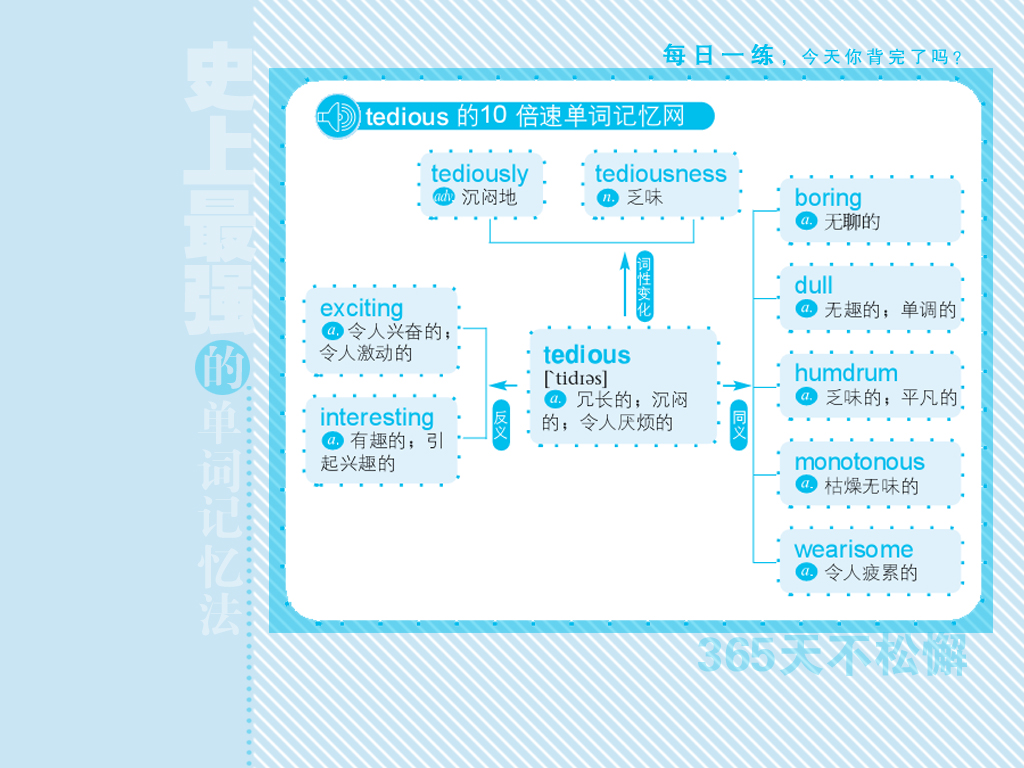 每日一练，今天你背完了吗？
史上最强的单词记忆法
tedious 的10 倍速单词记忆网
tediously
adv. 沉闷地
tediousness
n. 乏味
词性变化
exciting
a. 令人兴奋的；
令人激动的
interesting
a. 有趣的；引
起兴趣的
反义
tedious
[`tidɪəs]
a. 冗长的；沉闷
的；令人厌烦的
同义
boring
a. 无聊的
dull
a. 无趣的；单调的
humdrum
a. 乏味的；平凡的
monotonous
a. 枯燥无味的
wearisome
a. 令人疲累的
365天不松懈